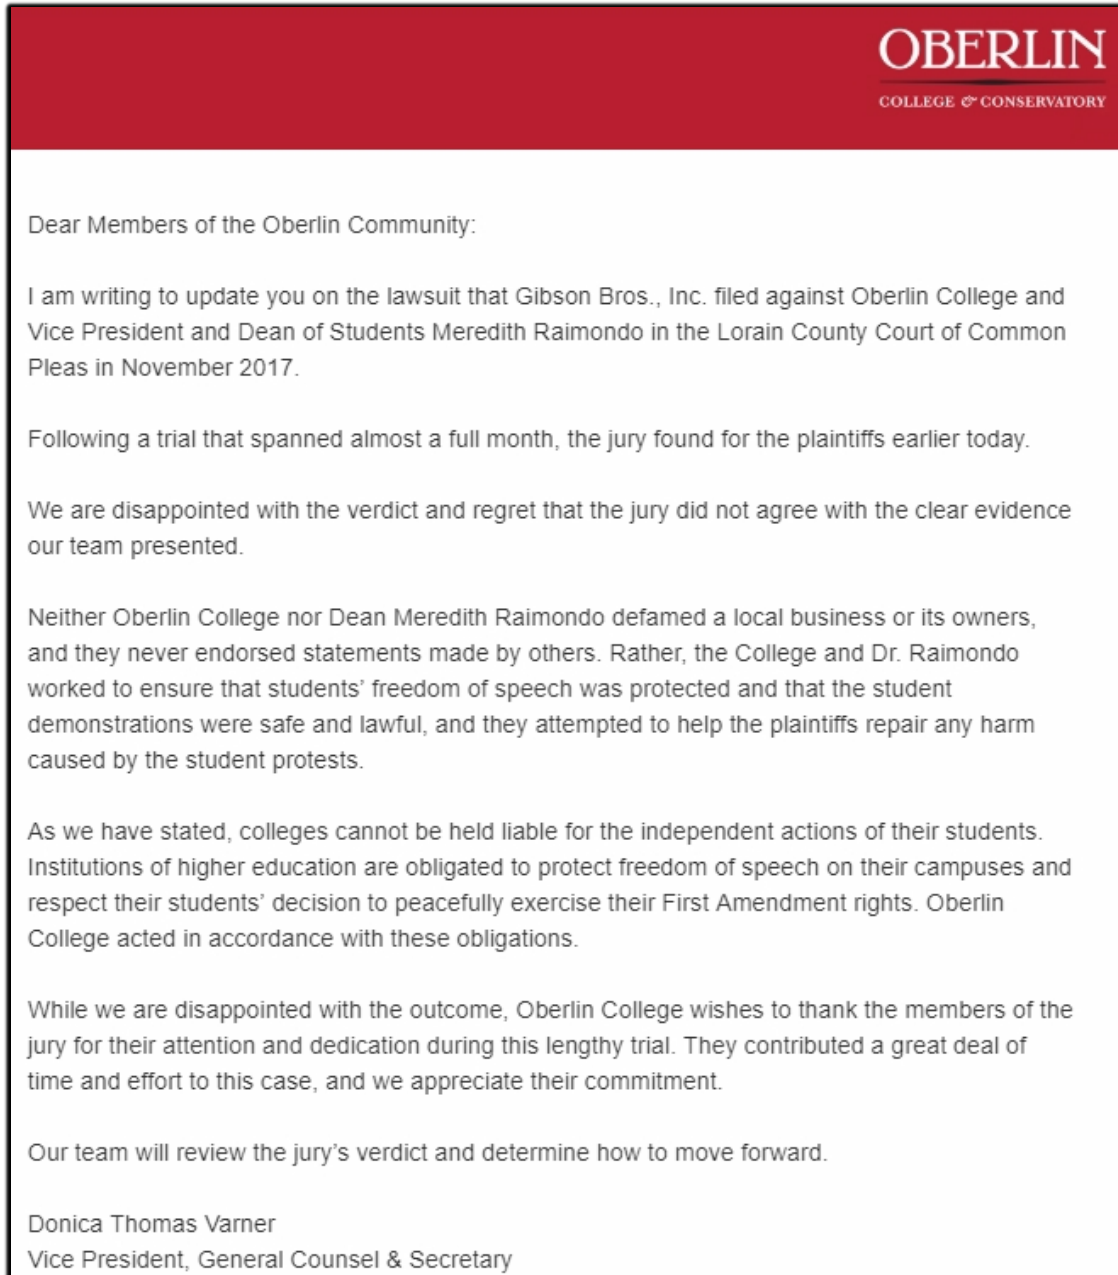 OBERLIN
COLLEGE & CONSERVATORY
Dear Members of the Oberlin Community:
I am writing to update you on the lawsuit that Gibson Bros., Inc. filed against Oberlin College and
Vice President and Dean of Students Meredith Raimondo in the Lorain County Court of Common
Pleas in November 2017.
Following a trial that spanned almost a full month, the jury found for the plaintiffs earlier today.
We are disappointed with the verdict and regret that the jury did not agree with the clear evidence
our team presented.
Neither Oberlin College nor Dean Meredith Raimondo defamed a local business or its owners,
and they never endorsed statements made by others. Rather, the College and Dr. Raimondo
worked to ensure that students’ freedom of speech was protected and that the student
demonstrations were safe and lawful, and they attempted to help the plaintiffs repair any harm
caused by the student protests.
As we have stated, colleges cannot be held liable for the independent actions of their students.
Institutions of higher education are obligated to protect freedom of speech on their campuses and
respect their students’ decision to peacefully exercise their First Amendment rights. Oberlin
College acted in accordance with these obligations.
While we are disappointed with the outcome, Oberlin College wishes to thank the members of the
jury for their attention and dedication during this lengthy trial. They contributed a great deal of
time and effort to this case, and we appreciate their commitment.
Our team will review the jury’s verdict and determine how to move forward.
Donica Thomas Varner
Vice President, General Counsel & Secretary